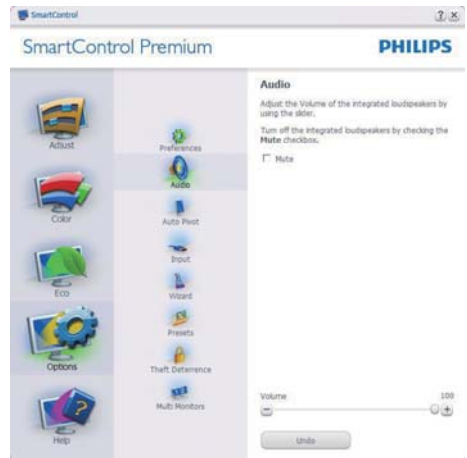 SmartControl
SmartControl Premium
PHILIPS
Adjust
Color
Eco
Options
Help
Preferences
Audio
Auto Pivot
Input
Wizard
Presets
Theft Deterrence
Multi Monitors
Audio
Adjust the Volume of the integrated loudspeakers by
using the slider.
Turn off the integrated loudspeakers by checking the
Mute checkbox.
Mute
Volume 100
Undo